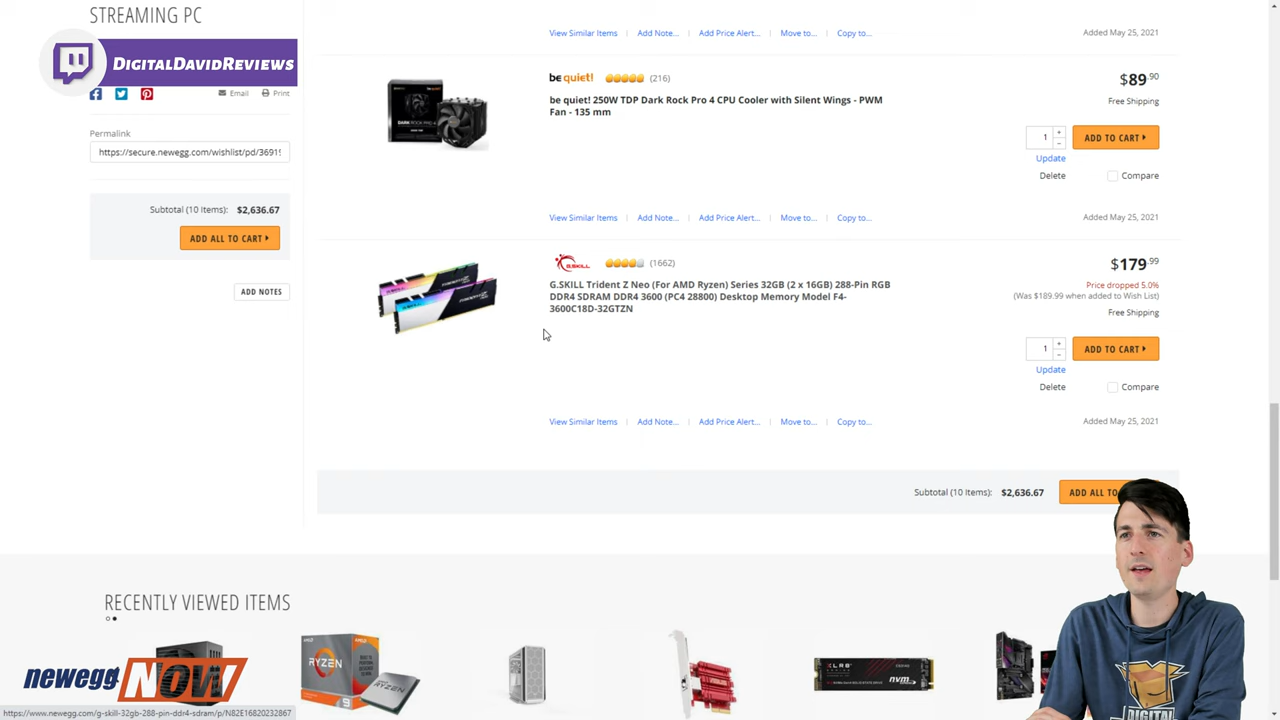 STREAMING PC
DIGITALDAVIDREVIEWS
Email
Print
Permalink
https://secure.newegg.com/wishlist/pd/3691
Subtotal (10 Items): $2,636.67
ADD ALL TO CART
ADD NOTES
View Similar Items | Add Note... | Add Price Alert... | Move to... | Copy to...
Added May 25, 2021
be quiet! (216)
be quiet! 250W TDP Dark Rock Pro 4 CPU Cooler with Silent Wings - PWM
Fan - 135 mm
$89.90
Free Shipping
1
ADD TO CART
Update
Delete
Compare
View Similar Items | Add Note... | Add Price Alert... | Move to... | Copy to...
Added May 25, 2021
G.SKILL (1662)
G.SKILL Trident Z Neo (For AMD Ryzen) Series 32GB (2 x 16GB) 288-Pin RGB
DDR4 SDRAM DDR4 3600 (PC4 28800) Desktop Memory Model F4-
3600C18D-32GTZN
$179.99
Price dropped 5.0%
(Was $189.99 when added to Wish List)
Free Shipping
1
ADD TO CART
Update
Delete
Compare
View Similar Items | Add Note... | Add Price Alert... | Move to... | Copy to...
Added May 25, 2021
Subtotal (10 Items): $2,636.67
ADD ALL TO
RECENTLY VIEWED ITEMS
newegg NOW
RYZEN
RYZEN
9
XLR8
nvme
DIGITAL
https://www.newegg.com/g-skill-32gb-288-pin-ddr4-sdram/p/N82E16820232867